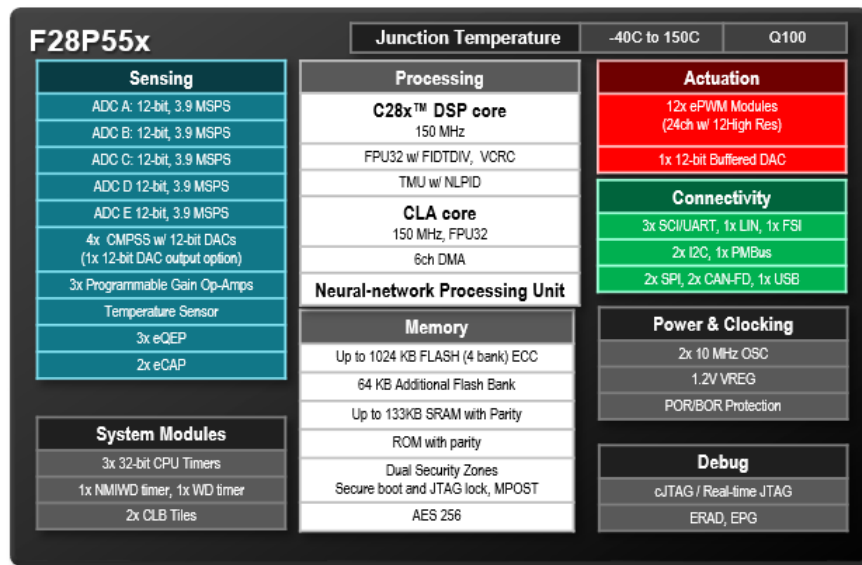 F28P55x
Junction Temperature
-40C to 150C
Q100
Sensing
ADC A: 12-bit, 3.9 MSPS
ADC B: 12-bit, 3.9 MSPS
ADC C: 12-bit, 3.9 MSPS
ADC D 12-bit, 3.9 MSPS
ADC E 12-bit, 3.9 MSPS
4x CMPSS w/ 12-bit DACs
(1x 12-bit DAC output option)
3x Programmable Gain Op-Amps
Temperature Sensor
3x eQEP
2x eCAP
System Modules
3x 32-bit CPU Timers
1x NMIWD timer, 1x WD timer
2x CLB Tiles
Processing
C28x™ DSP core
150 MHz
FPU32 w/ FIDTDIV, VCRC
TMU w/ NLPID
CLA core
150 MHz, FPU32
6ch DMA
Neural-network Processing Unit
Memory
Up to 1024 KB FLASH (4 bank) ECC
64 KB Additional Flash Bank
Up to 133KB SRAM with Parity
ROM with parity
Dual Security Zones
Secure boot and JTAG lock, MPOST
AES 256
Actuation
12x ePWM Modules
(24ch w/ 12High Res)
1x 12-bit Buffered DAC
Connectivity
3x SCI/UART, 1x LIN, 1x FSI
2x I2C, 1x PMBus
2x SPI, 2x CAN-FD, 1x USB
Power & Clocking
2x 10 MHz OSC
1.2V VREG
POR/BOR Protection
Debug
cJTAG / Real-time JTAG
ERAD, EPG